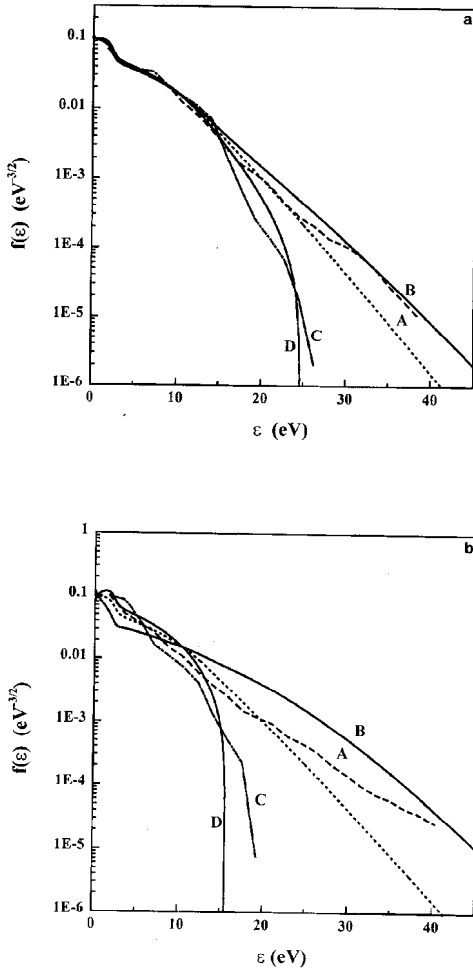 a
0.1
0.01
1E-3
1E-4
1E-5
1E-6
f(ε) (eV⁻³/²)
B
A
C
D
0 10 20 30 40
ε (eV)
b
1
0.1
0.01
1E-3
1E-4
1E-5
1E-6
f(ε) (eV⁻³/²)
B
A
C
D
0 10 20 30 40
ε (eV)